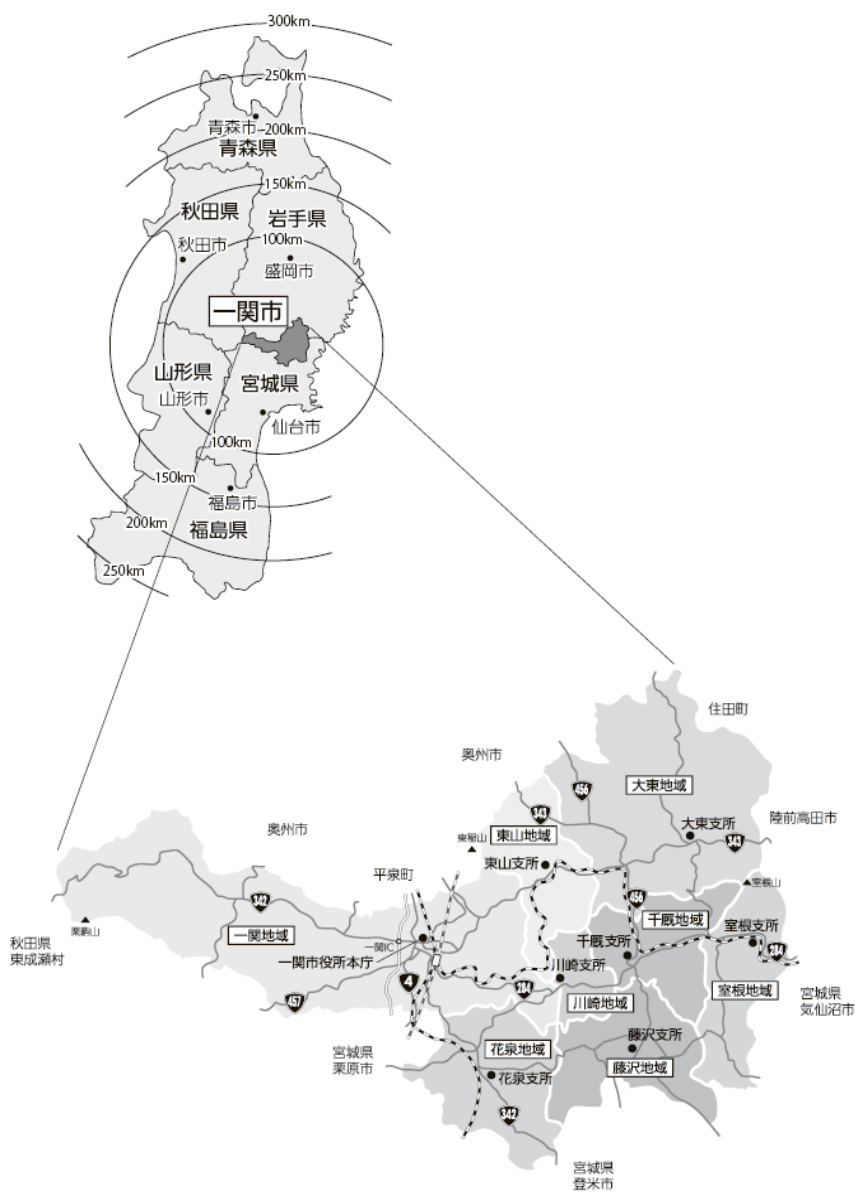 300km
250km
青森市
200km
青森県
150km
秋田県
岩手県
100km
秋田市
盛岡市
一関市
山形県
宮城県
山形市
仙台市
100km
150km
福島市
200km
福島県
250km
住田町
奥州市
456
大東地域
343
大東支所
陸前高田市
奥州市
東山地域
343
東稲山
東山支所
平泉町
室根山
342
456
千厩地域
栗駒山
一関地域
一関IC
千厩支所
室根支所
秋田県
東成瀬村
一関市役所本庁
284
川崎支所
4
284
室根地域
457
川崎地域
宮城県
気仙沼市
宮城県
栗原市
花泉地域
藤沢支所
藤沢地域
花泉支所
342
宮城県
登米市